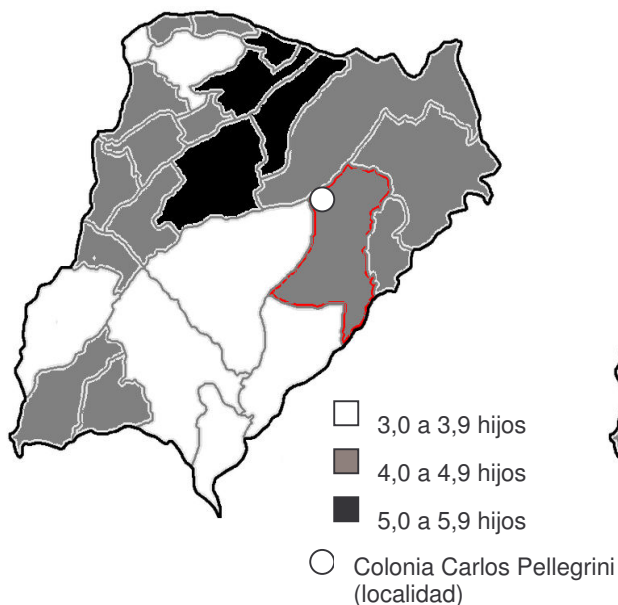 3,0 a 3,9 hijos
4,0 a 4,9 hijos
5,0 a 5,9 hijos
Colonia Carlos Pellegrini
(localidad)